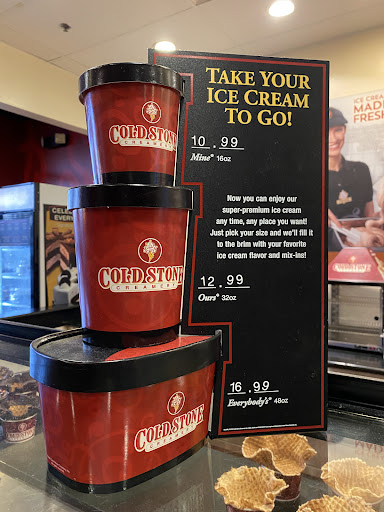 TAKE YOUR
ICE CREAM
TO GO!
10.99
Mine® 16oz
Now you can enjoy our
super-premium ice cream
any time, any place you want!
Just pick your size and we'll fill it
to the brim with your favorite
ice cream flavor and mix-ins!
12.99
Ours® 32oz
16.99
Everybody's® 48oz
COLD STONE
CREAMERY
COLD STONE
CREAMERY
COLD STONE
CREAMERY
ICE CREAM
MADE
FRESH
CELE
EVERY